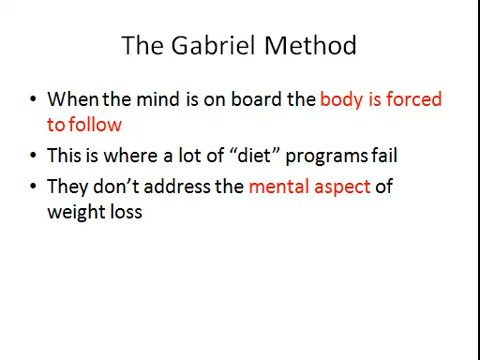 The Gabriel Method
• When the mind is on board the body is forced
to follow
• This is where a lot of “diet” programs fail
• They don’t address the mental aspect of
weight loss